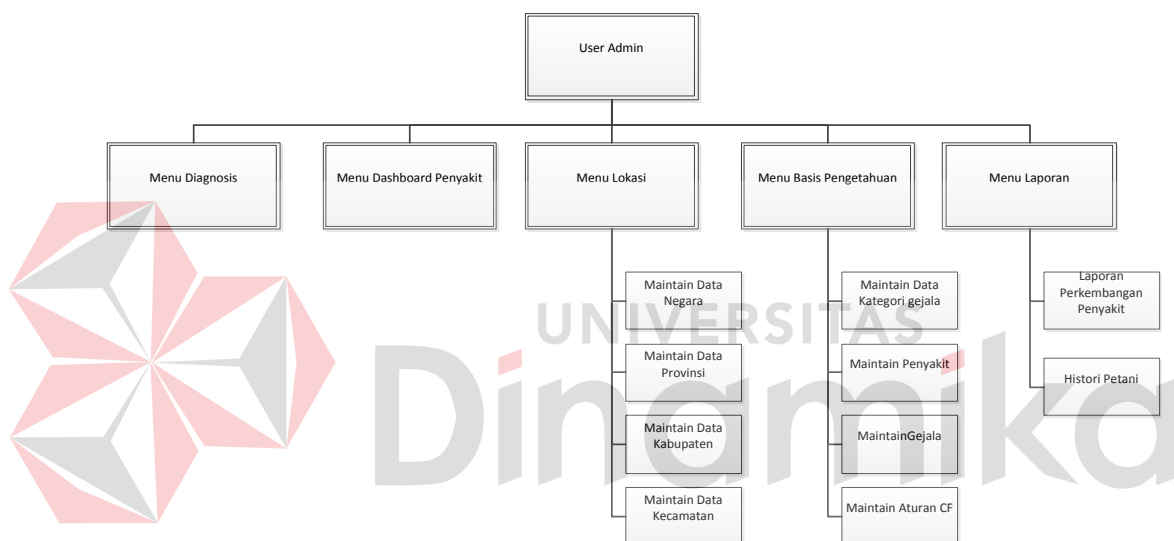 User Admin
Menu Diagnosis
Menu Dashboard Penyakit
Menu Lokasi
Menu Basis Pengetahuan
Menu Laporan
Maintain Data
Negara
Maintain Data
Provinsi
Maintain Data
Kabupaten
Maintain Data
Kecamatan
Maintain Data
Kategori gejala
Maintain Penyakit
MaintainGejala
Maintain Aturan CF
Laporan
Perkembangan
Penyakit
Histori Petani
UNIVERSITAS
Dinamika